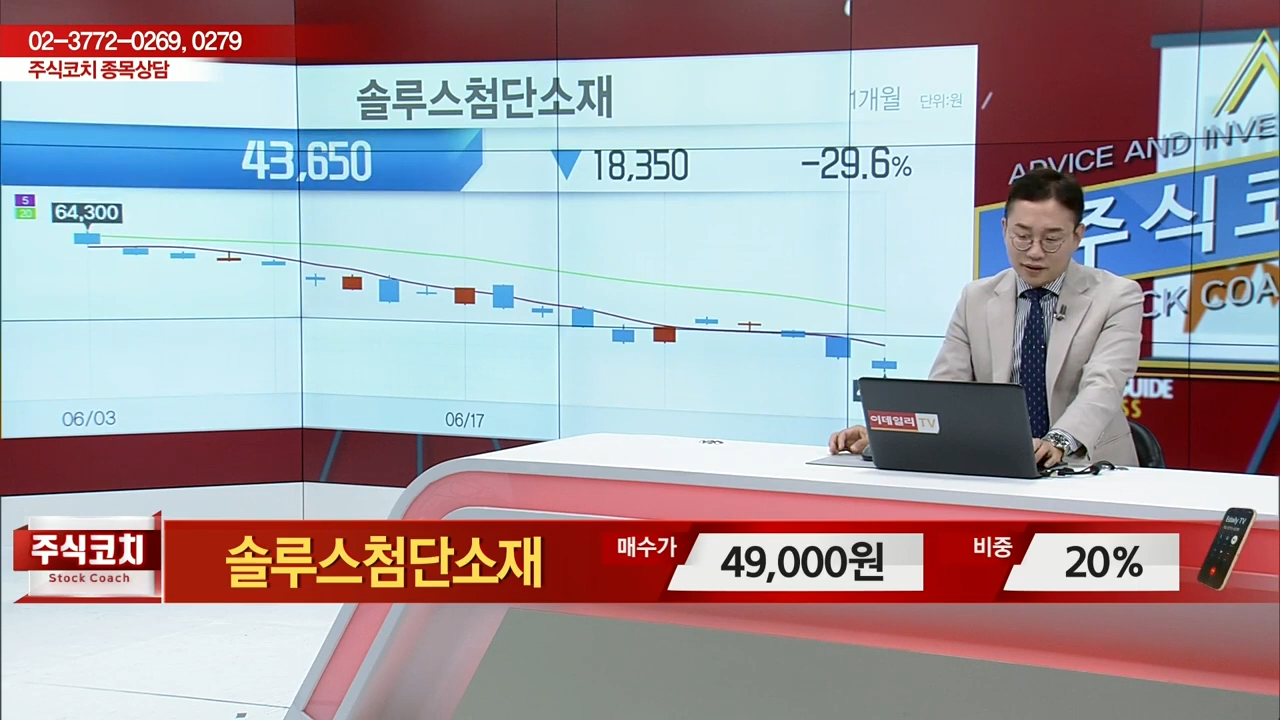 02-3772-0269, 0279
주식코치 종목상담
솔루스첨단소재
1개월 단위:원
43,650 ▼ 18,350 -29.6%
5
20
64,300
06/03 06/17
ADVICE AND INVE
주식코
CK COA
GUIDE
SS
이데일리 TV
주식코치
Stock Coach
솔루스첨단소재
매수가 49,000원
비중 20%
Edaily TV